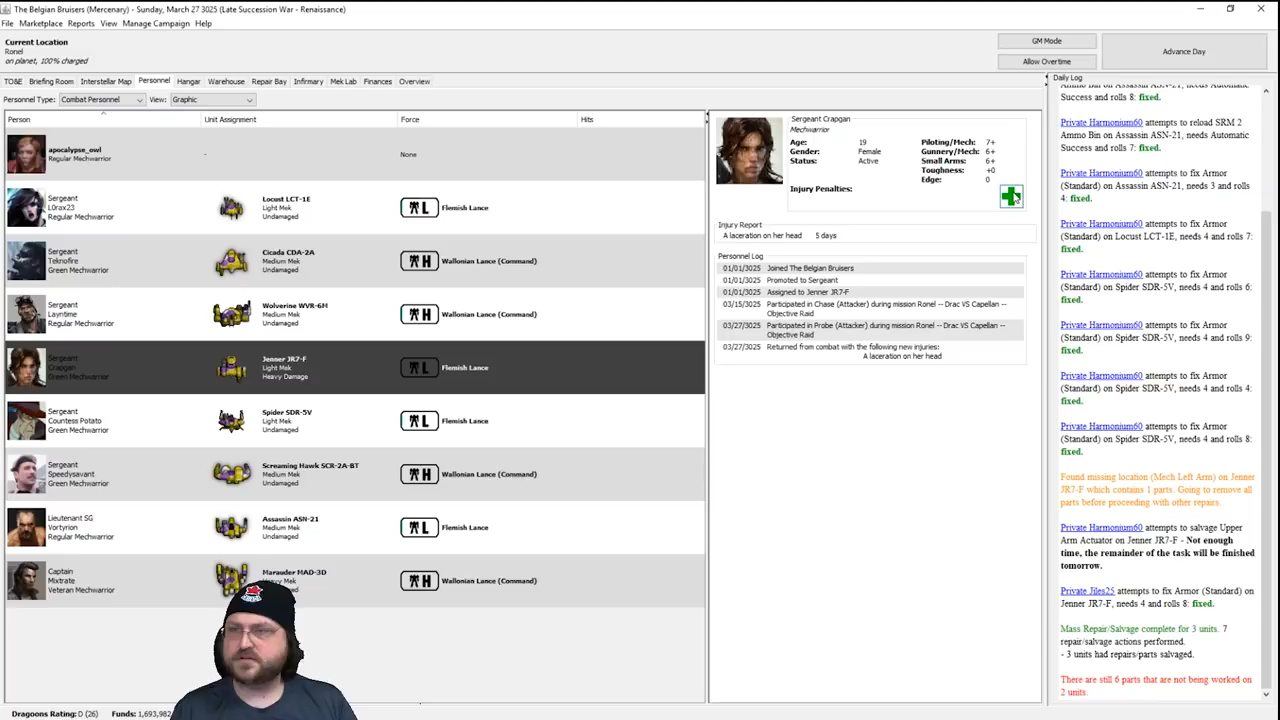 The Belgian Bruisers (Mercenary) - Sunday, March 27 3025 (Late Succession War - Renaissance)
File Marketplace Reports View Manage Campaign Help
Current Location
Ronel
on planet, 100% charged
GM Mode
Allow Overtime
Advance Day
TO&E Briefing Room Interstellar Map Personnel Hangar Warehouse Repair Bay Infirmary Mek Lab Finances Overview
Personnel Type: Combat Personnel View: Graphic
Person Unit Assignment Force Hits
apocalypse_owl
Regular Mechwarrior
-
None
Sergeant
L0rax23
Regular Mechwarrior
Locust LCT-1E
Light Mek
Undamaged
L Flemish Lance
Sergeant
Teknofire
Green Mechwarrior
Cicada CDA-2A
Medium Mek
Undamaged
H Wallonian Lance (Command)
Sergeant
Layntime
Regular Mechwarrior
Wolverine WVR-6M
Medium Mek
Undamaged
H Wallonian Lance (Command)
Sergeant
Crapgan
Green Mechwarrior
Jenner JR7-F
Light Mek
Heavy Damage
L Flemish Lance
Sergeant
Countess Potato
Green Mechwarrior
Spider SDR-5V
Light Mek
Undamaged
L Flemish Lance
Sergeant
Speedysavant
Green Mechwarrior
Screaming Hawk SCR-2A-BT
Medium Mek
Undamaged
H Wallonian Lance (Command)
Lieutenant SG
Vortyrion
Regular Mechwarrior
Assassin ASN-21
Medium Mek
Undamaged
L Flemish Lance
Captain
Mixtrate
Veteran Mechwarrior
Marauder MAD-3D
Mek
H Wallonian Lance (Command)
Sergeant Crapgan
Mechwarrior
Age: 19
Gender: Female
Status: Active
Piloting/Mech: 7+
Gunnery/Mech: 6+
Small Arms: 6+
Toughness: +0
Edge: 0
Injury Penalties:
Injury Report
A laceration on her head 5 days
Personnel Log
01/01/3025 Joined The Belgian Bruisers
01/01/3025 Promoted to Sergeant
01/01/3025 Assigned to Jenner JR7-F
03/15/3025 Participated in Chase (Attacker) during mission Ronel -- Drac VS Capellan --
Objective Raid
03/27/3025 Participated in Probe (Attacker) during mission Ronel -- Drac VS Capellan --
Objective Raid
03/27/3025 Returned from combat with the following new injuries:
A laceration on her head
Daily Log
Ammo Bin on Assassin ASN-21, needs Automatic
Success and rolls 8: fixed.
Private Harmonium60 attempts to reload SRM 2
Ammo Bin on Assassin ASN-21, needs Automatic
Success and rolls 7: fixed.
Private Harmonium60 attempts to fix Armor
(Standard) on Assassin ASN-21, needs 3 and rolls
4: fixed.
Private Harmonium60 attempts to fix Armor
(Standard) on Locust LCT-1E, needs 4 and rolls 7:
fixed.
Private Harmonium60 attempts to fix Armor
(Standard) on Spider SDR-5V, needs 4 and rolls 6:
fixed.
Private Harmonium60 attempts to fix Armor
(Standard) on Spider SDR-5V, needs 4 and rolls 9:
fixed.
Private Harmonium60 attempts to fix Armor
(Standard) on Spider SDR-5V, needs 4 and rolls 4:
fixed.
Private Harmonium60 attempts to fix Armor
(Standard) on Spider SDR-5V, needs 4 and rolls 8:
fixed.
Found missing location (Mech Left Arm) on Jenner
JR7-F which contains 1 parts. Going to remove all
parts before proceeding with other repairs.
Private Harmonium60 attempts to salvage Upper
Arm Actuator on Jenner JR7-F - Not enough
time, the remainder of the task will be finished
tomorrow.
Private Jiles25 attempts to fix Armor (Standard) on
Jenner JR7-F, needs 4 and rolls 8: fixed.
Mass Repair/Salvage complete for 3 units. 7
repair/salvage actions performed.
- 3 units had repairs/parts salvaged.
There are still 6 parts that are not being worked on
2 units.
Dragoons Rating: D (26) Funds: 1,693,982